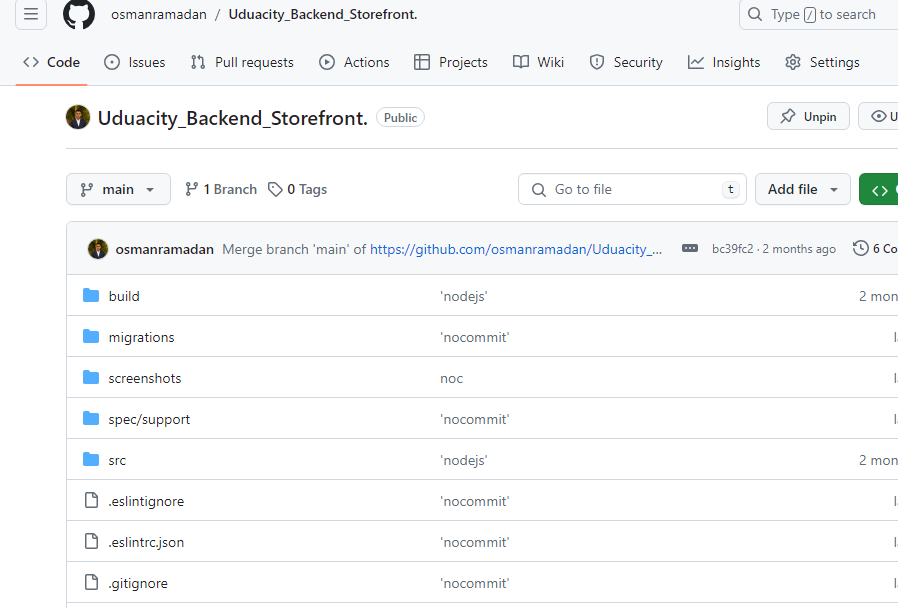 osmanramadan / Uduacity_Backend_Storefront.
Type / to search
Code Issues Pull requests Actions Projects Wiki Security Insights Settings
Uduacity_Backend_Storefront. Public
Unpin
main 1 Branch 0 Tags
Go to file t
Add file
osmanramadan Merge branch 'main' of https://github.com/osmanramadan/Uduacity_... bc39fc2 · 2 months ago 6 Co
build 'nodejs' 2 mon
migrations 'nocommit'
screenshots noc
spec/support 'nocommit'
src 'nodejs' 2 mon
.eslintignore 'nocommit'
.eslintrc.json 'nocommit'
.gitignore 'nocommit'